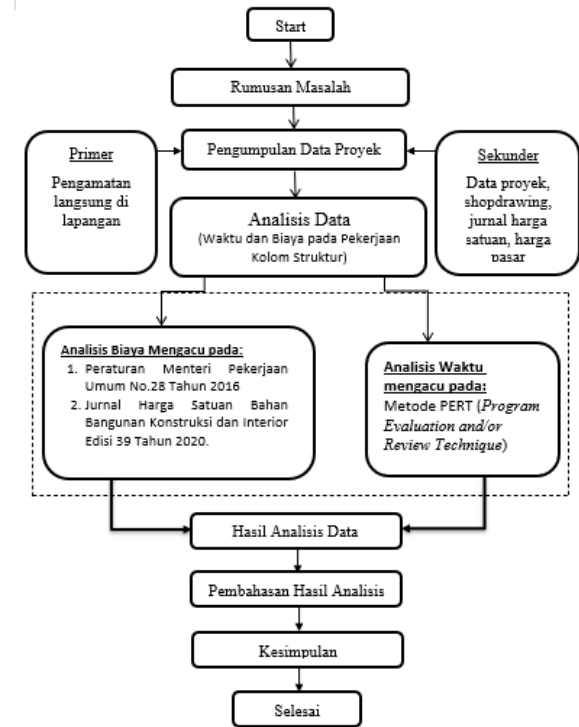 Start
Rumusan Masalah
Primer
Pengamatan
langsung di
lapangan
Pengumpulan Data Proyek
Sekunder
Data proyek,
shopdrawing,
jurnal harga
satuan, harga
pasar
Analisis Data
(Waktu dan Biaya pada Pekerjaan
Kolom Struktur)
Analisis Biaya Mengacu pada:
1. Peraturan Menteri Pekerjaan
Umum No.28 Tahun 2016
2. Jurnal Harga Satuan Bahan
Bangunan Konstruksi dan Interior
Edisi 39 Tahun 2020.
Analisis Waktu
mengacu pada:
Metode PERT (Program
Evaluation and/or
Review Technique)
Hasil Analisis Data
Pembahasan Hasil Analisis
Kesimpulan
Selesai